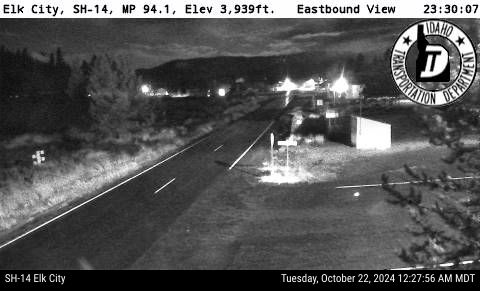 Elk City, SH-14, MP 94.1, Elev 3,939ft. Eastbound View 23:30:07
IDAHO
TRANSPORTATION DEPARTMENT
SH-14 Elk City Tuesday, October 22, 2024 12:27:56 AM MDT